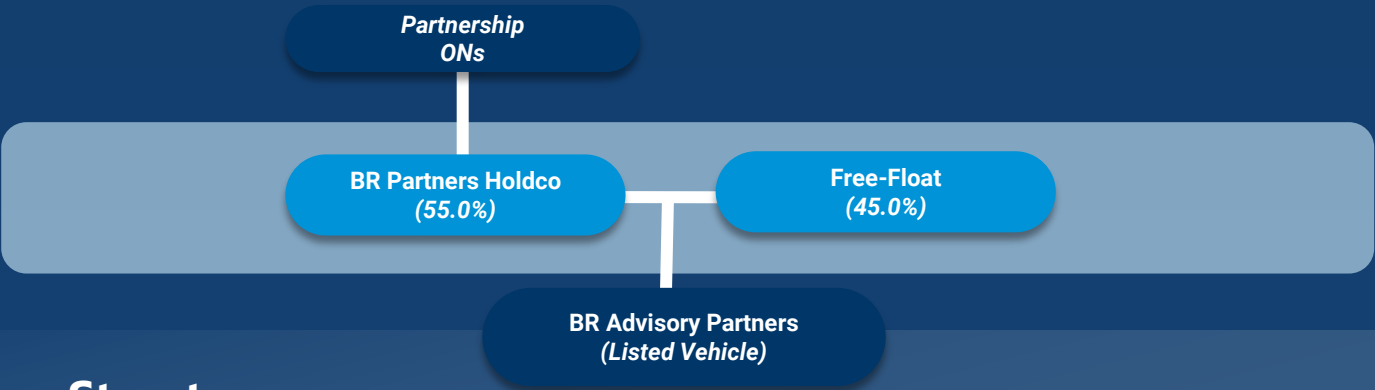 Partnership
ONs
BR Partners Holdco
(55.0%)
Free-Float
(45.0%)
BR Advisory Partners
(Listed Vehicle)